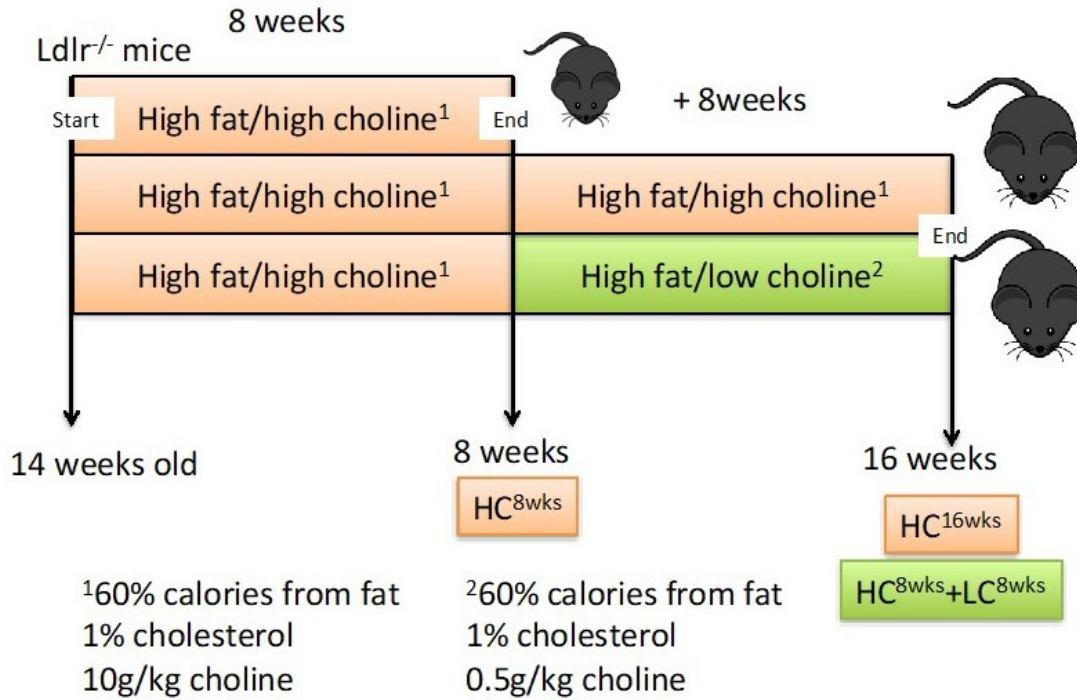 8 weeks
Ldlr⁻/⁻ mice
Start
High fat/high choline¹
End
+ 8weeks
High fat/high choline¹
High fat/high choline¹
High fat/high choline¹
High fat/low choline²
End
14 weeks old
8 weeks
HC⁸ʷᵏˢ
16 weeks
HC¹⁶ʷᵏˢ
HC⁸ʷᵏˢ+LC⁸ʷᵏˢ
¹60% calories from fat
1% cholesterol
10g/kg choline
²60% calories from fat
1% cholesterol
0.5g/kg choline